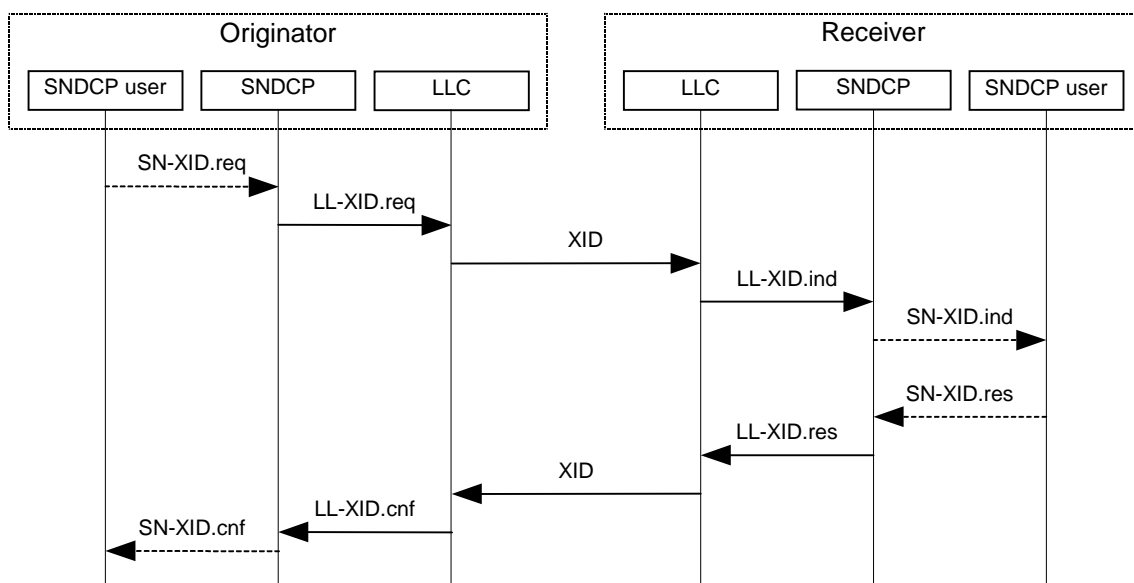 Originator
Receiver
SNDCP user
SNDCP
LLC
LLC
SNDCP
SNDCP user
SN-XID.req
LL-XID.req
XID
LL-XID.ind
SN-XID.ind
SN-XID.res
LL-XID.res
XID
LL-XID.cnf
SN-XID.cnf